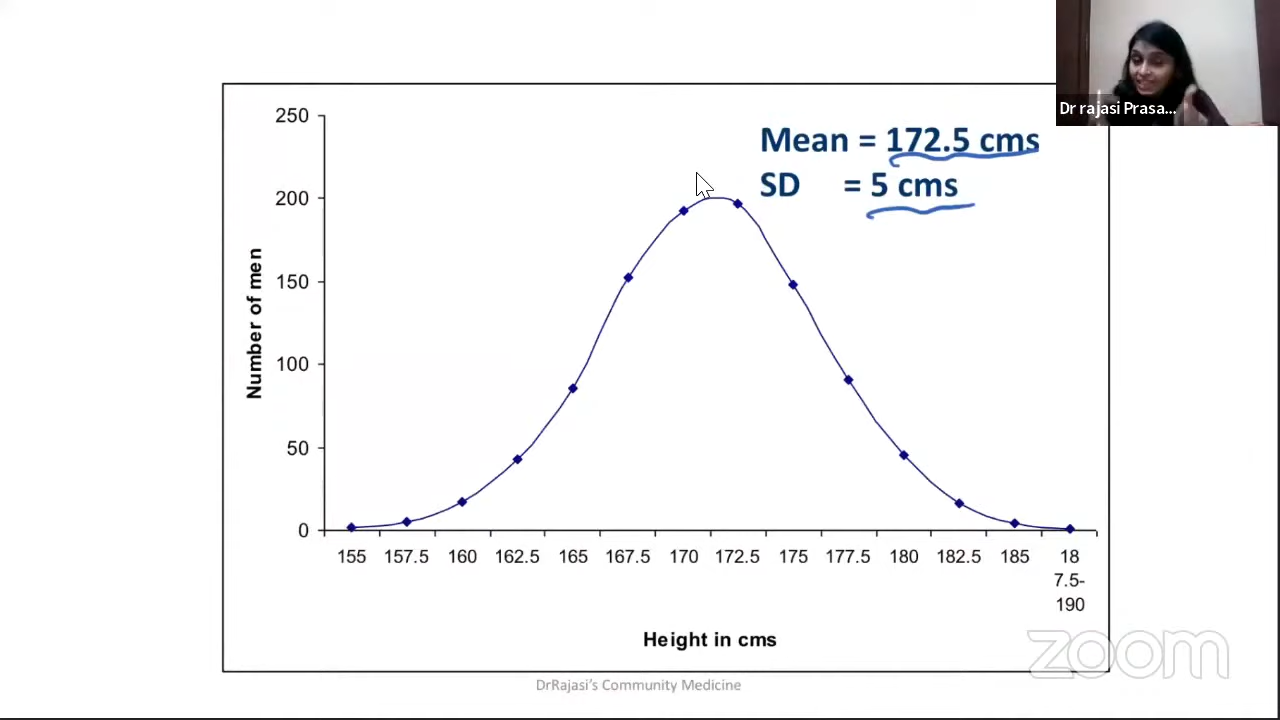 Dr rajasi Prasa...
Mean = 172.5 cms
SD = 5 cms
250
200
150
100
50
0
Number of men
155 157.5 160 162.5 165 167.5 170 172.5 175 177.5 180 182.5 185 18
7.5-
190
Height in cms
zoom
DrRajasi's Community Medicine